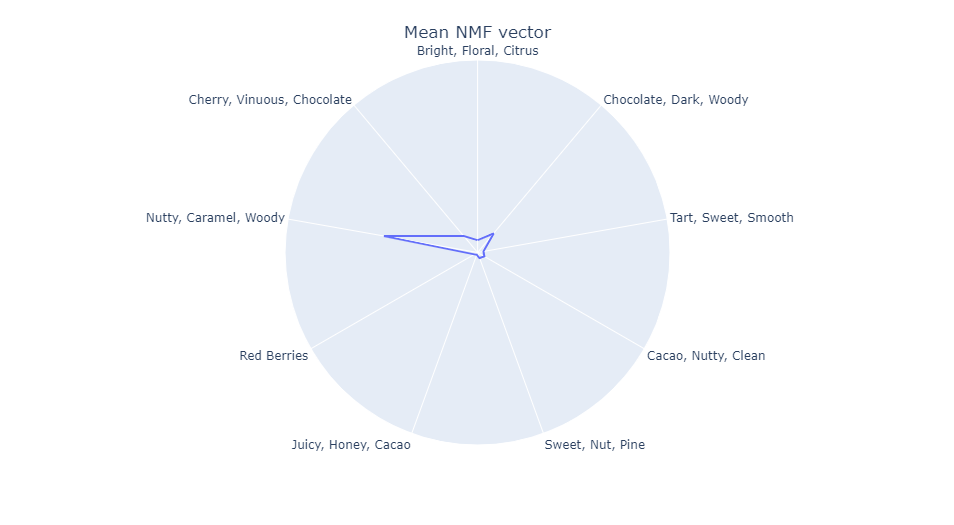 Mean NMF vector
Bright, Floral, Citrus
Cherry, Vinuous, Chocolate
Chocolate, Dark, Woody
Nutty, Caramel, Woody
Tart, Sweet, Smooth
Red Berries
Cacao, Nutty, Clean
Juicy, Honey, Cacao
Sweet, Nut, Pine